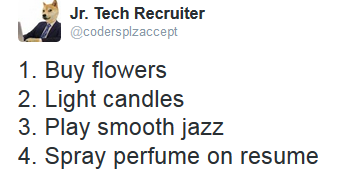 Jr. Tech Recruiter
@codersplzaccept
1. Buy flowers
2. Light candles
3. Play smooth jazz
4. Spray perfume on resume